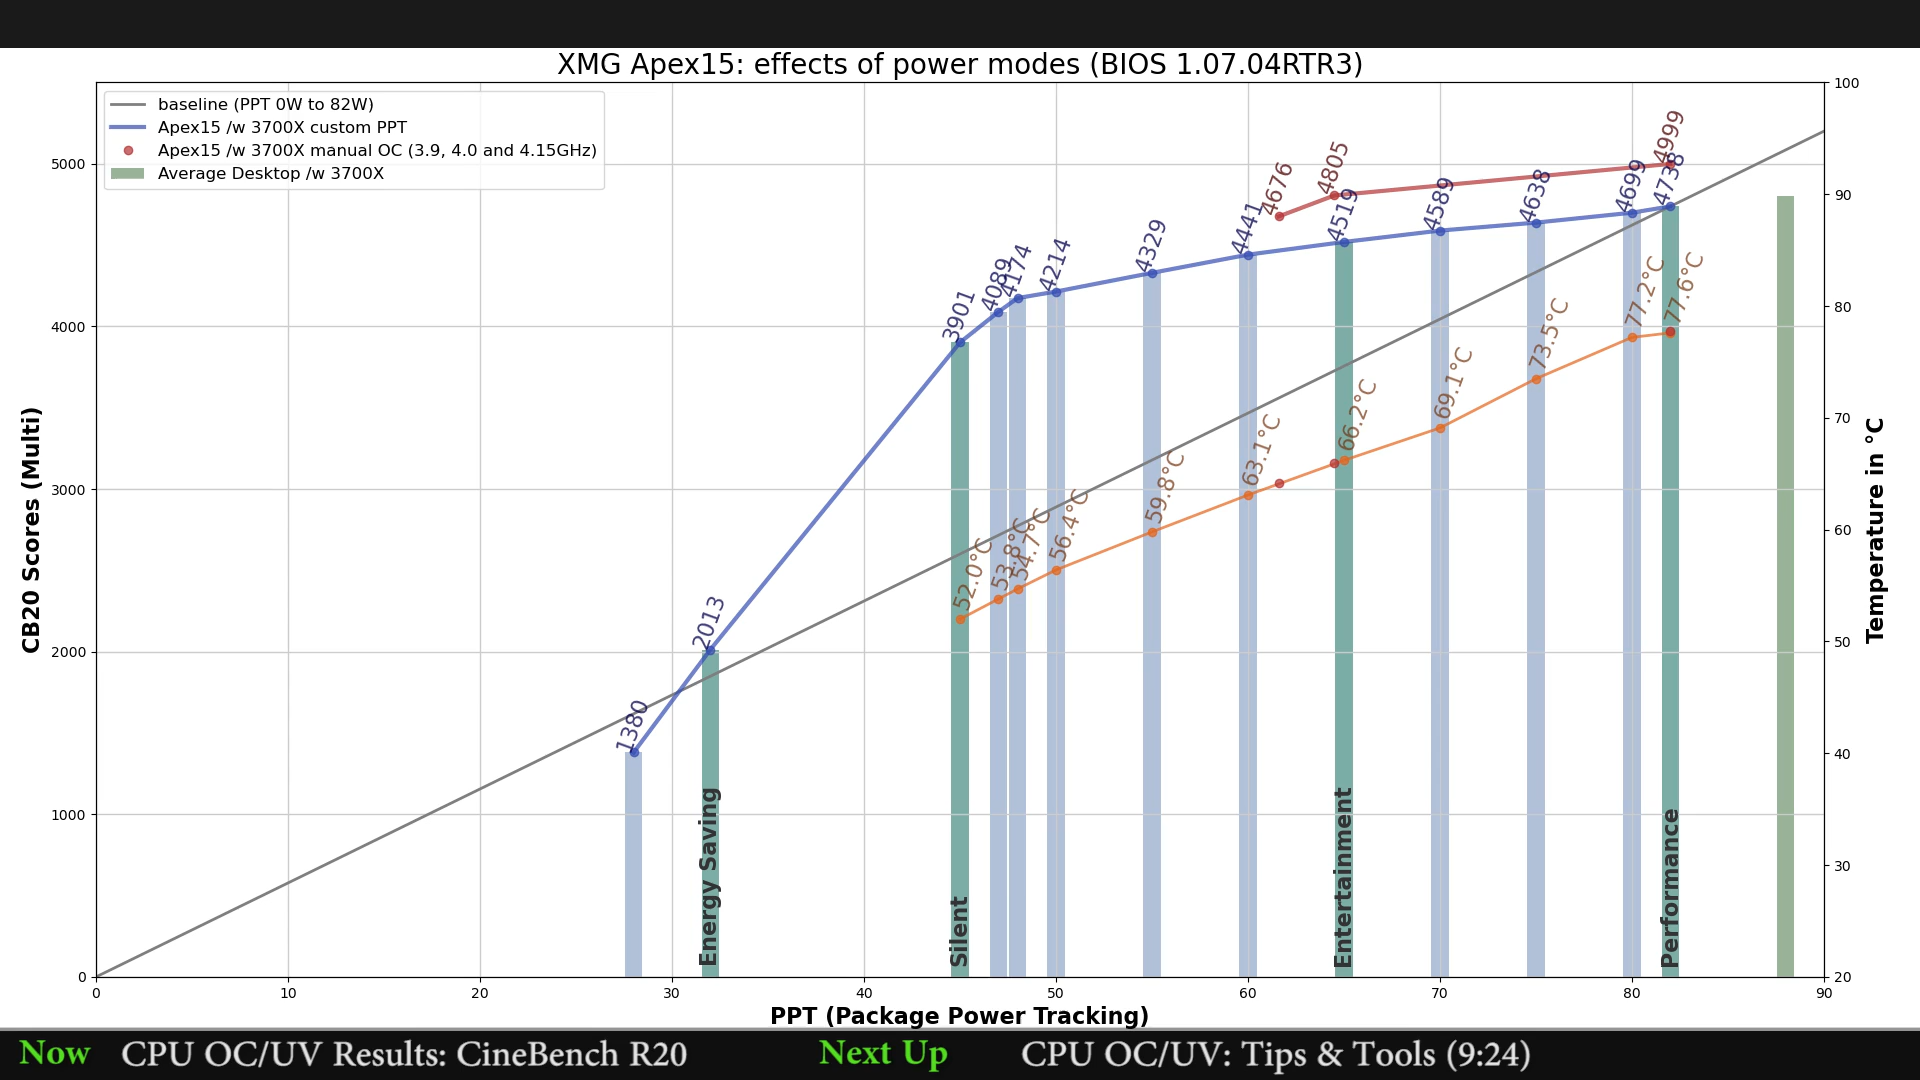 XMG Apex15: effects of power modes (BIOS 1.07.04RTR3)
baseline (PPT 0W to 82W)
Apex15 /w 3700X custom PPT
Apex15 /w 3700X manual OC (3.9, 4.0 and 4.15GHz)
Average Desktop /w 3700X
CB20 Scores (Multi)
5000
4000
3000
2000
1000
0
1380
2013
3901
4089
4174
4214
4329
4441
4519
4589
4638
4699
4738
4676
4805
4999
52.0°C
53.8°C
54.7°C
56.4°C
59.8°C
63.1°C
66.2°C
69.1°C
73.5°C
77.2°C
77.6°C
Energy Saving
Silent
Entertainment
Performance
100
90
80
70
60
50
40
30
20
Temperature in °C
0 10 20 30 40 50 60 70 80 90
PPT (Package Power Tracking)
Now CPU OC/UV Results: CineBench R20 Next Up CPU OC/UV: Tips & Tools (9:24)